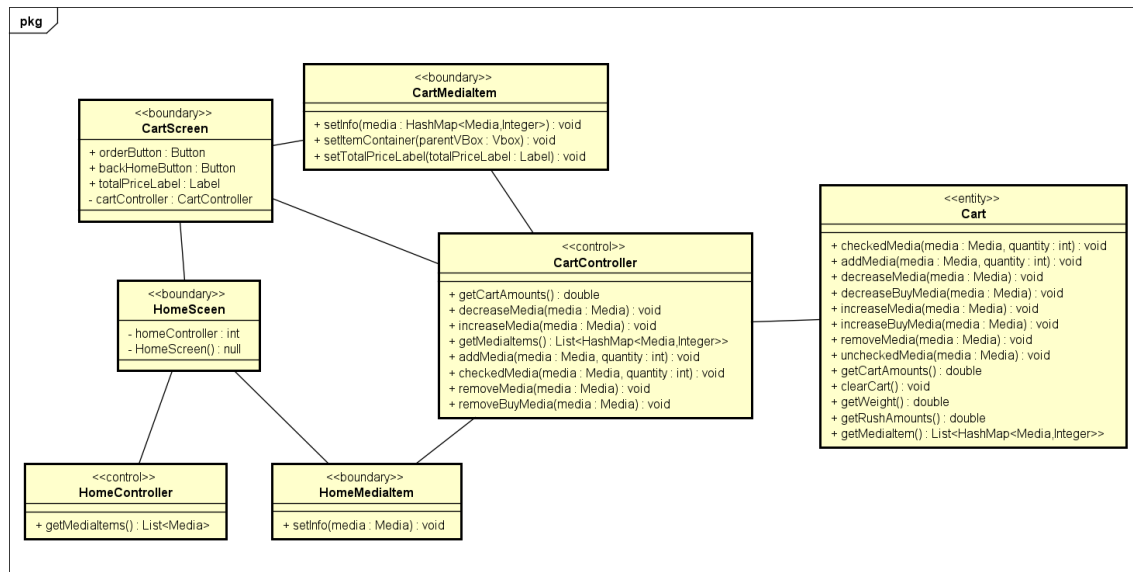 pkg
<<boundary>>
CartMediaItem
+ setInfo(media : HashMap<Media,Integer>) : void
+ setItemContainer(parentVBox : Vbox) : void
+ setTotalPriceLabel(totalPriceLabel : Label) : void
<<boundary>>
CartScreen
+ orderButton : Button
+ backHomeButton : Button
+ totalPriceLabel : Label
- cartController : CartController
<<entity>>
Cart
+ checkedMedia(media : Media, quantity : int) : void
+ addMedia(media : Media, quantity : int) : void
+ decreaseMedia(media : Media) : void
+ decreaseBuyMedia(media : Media) : void
+ increaseMedia(media : Media) : void
+ increaseBuyMedia(media : Media) : void
+ removeMedia(media : Media) : void
+ uncheckedMedia(media : Media) : void
+ getCartAmounts() : double
+ clearCart() : void
+ getWeight() : double
+ getRushAmounts() : double
+ getMediaItem() : List<HashMap<Media,Integer>>
<<control>>
CartController
+ getCartAmounts() : double
+ decreaseMedia(media : Media) : void
+ increaseMedia(media : Media) : void
+ getMediaItems() : List<HashMap<Media,Integer>>
+ addMedia(media : Media, quantity : int) : void
+ checkedMedia(media : Media, quantity : int) : void
+ removeMedia(media : Media) : void
+ removeBuyMedia(media : Media) : void
<<boundary>>
HomeSceen
- homeController : int
- HomeScreen() : null
<<control>>
HomeController
+ getMediaItems() : List<Media>
<<boundary>>
HomeMediaItem
+ setInfo(media : Media) : void